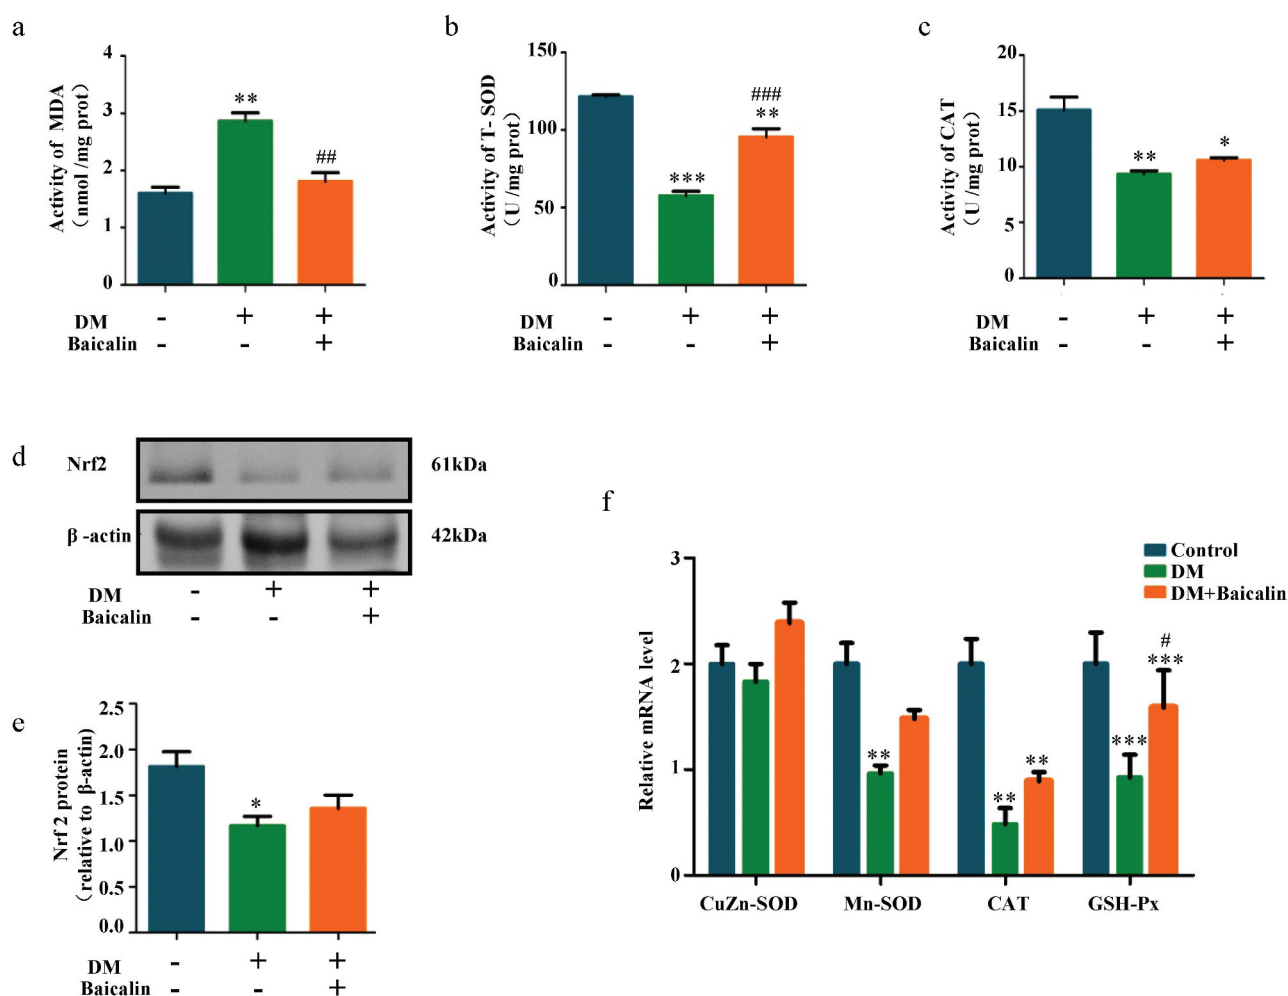 a
Activity of MDA
(nmol /mg prot)
4
3
2
1
0
**
##
DM - + +
Baicalin - - +
b
Activity of T- SOD
(U /mg prot)
150
100
50
0
***
###
**
DM - + +
Baicalin - - +
c
Activity of CAT
(U /mg prot)
20
15
10
5
0
**
*
DM - + +
Baicalin - - +
d
Nrf2 61kDa
β -actin 42kDa
DM - + +
Baicalin - - +
e
Nrf 2 protein
(relative to β-actin)
2.5
2.0
1.5
1.0
0.5
0.0
*
DM - + +
Baicalin - - +
f
Relative mRNA level
3
2
1
0
Control
DM
DM+Baicalin
**
**
**
***
#
***
CuZn-SOD Mn-SOD CAT GSH-Px